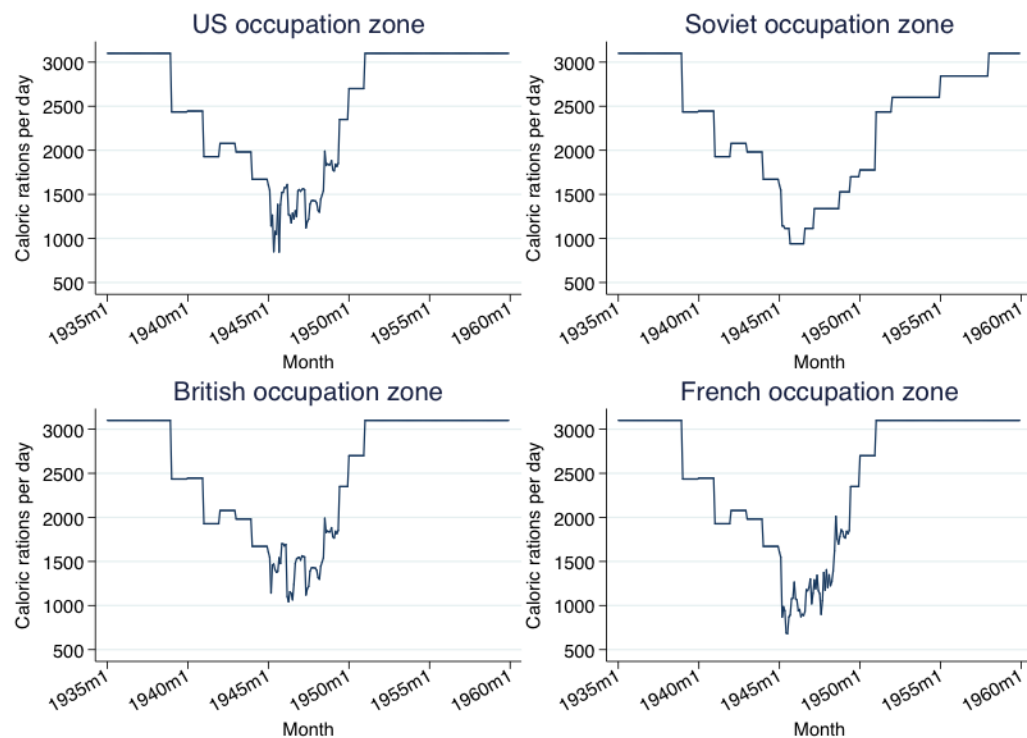 US occupation zone
Caloric rations per day
3000
2500
2000
1500
1000
500
1935m1
1940m1
1945m1
1950m1
1955m1
1960m1
Month
Soviet occupation zone
Caloric rations per day
3000
2500
2000
1500
1000
500
1935m1
1940m1
1945m1
1950m1
1955m1
1960m1
Month
British occupation zone
Caloric rations per day
3000
2500
2000
1500
1000
500
1935m1
1940m1
1945m1
1950m1
1955m1
1960m1
Month
French occupation zone
Caloric rations per day
3000
2500
2000
1500
1000
500
1935m1
1940m1
1945m1
1950m1
1955m1
1960m1
Month